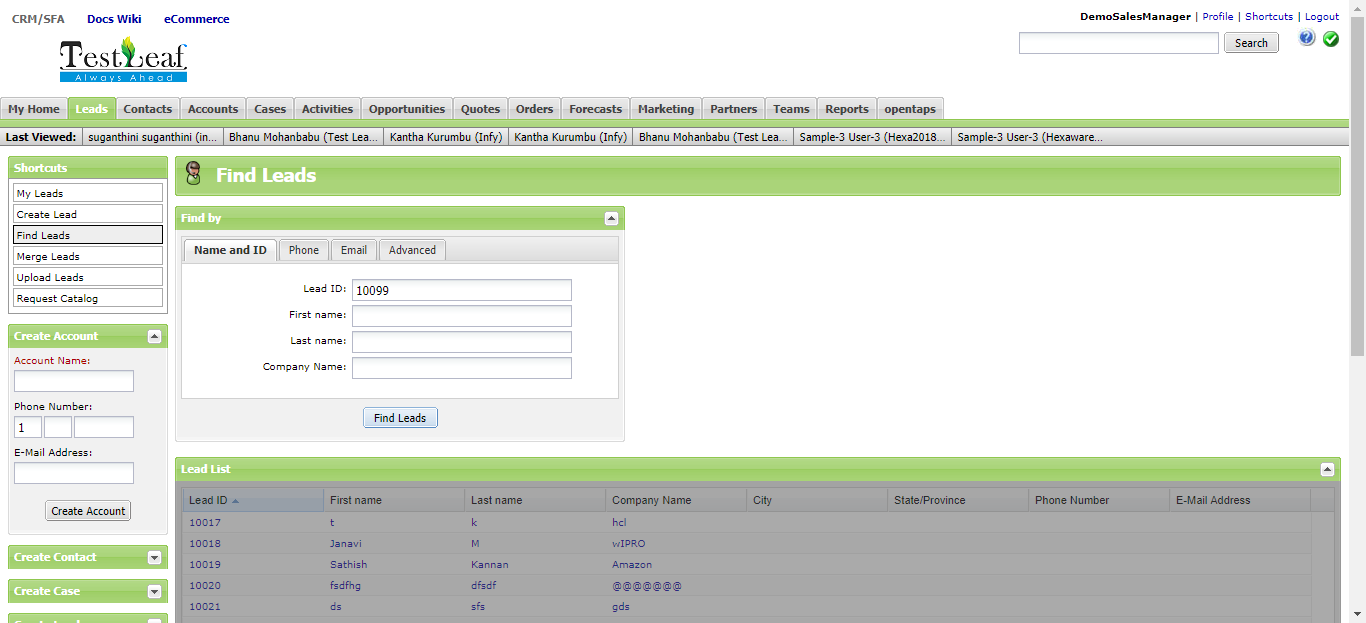 CRM/SFA Docs Wiki eCommerce
DemoSalesManager | Profile | Shortcuts | Logout
TestLeaf
Always Ahead
Search
My Home Leads Contacts Accounts Cases Activities Opportunities Quotes Orders Forecasts Marketing Partners Teams Reports opentaps
Last Viewed: suganthini suganthini (in... Bhanu Mohanbabu (Test Lea... Kantha Kurumbu (Infy) Kantha Kurumbu (Infy) Bhanu Mohanbabu (Test Lea... Sample-3 User-3 (Hexa2018... Sample-3 User-3 (Hexaware...
Shortcuts
My Leads
Create Lead
Find Leads
Merge Leads
Upload Leads
Request Catalog
Create Account
Account Name:
Phone Number:
1
E-Mail Address:
Create Account
Create Contact
Create Case
Find Leads
Find by
Name and ID Phone Email Advanced
Lead ID: 10099
First name:
Last name:
Company Name:
Find Leads
Lead List
Lead ID First name Last name Company Name City State/Province Phone Number E-Mail Address
10017 t k hcl
10018 Janavi M wIPRO
10019 Sathish Kannan Amazon
10020 fsdfhg dfsdf @@@@@@@
10021 ds sfs gds